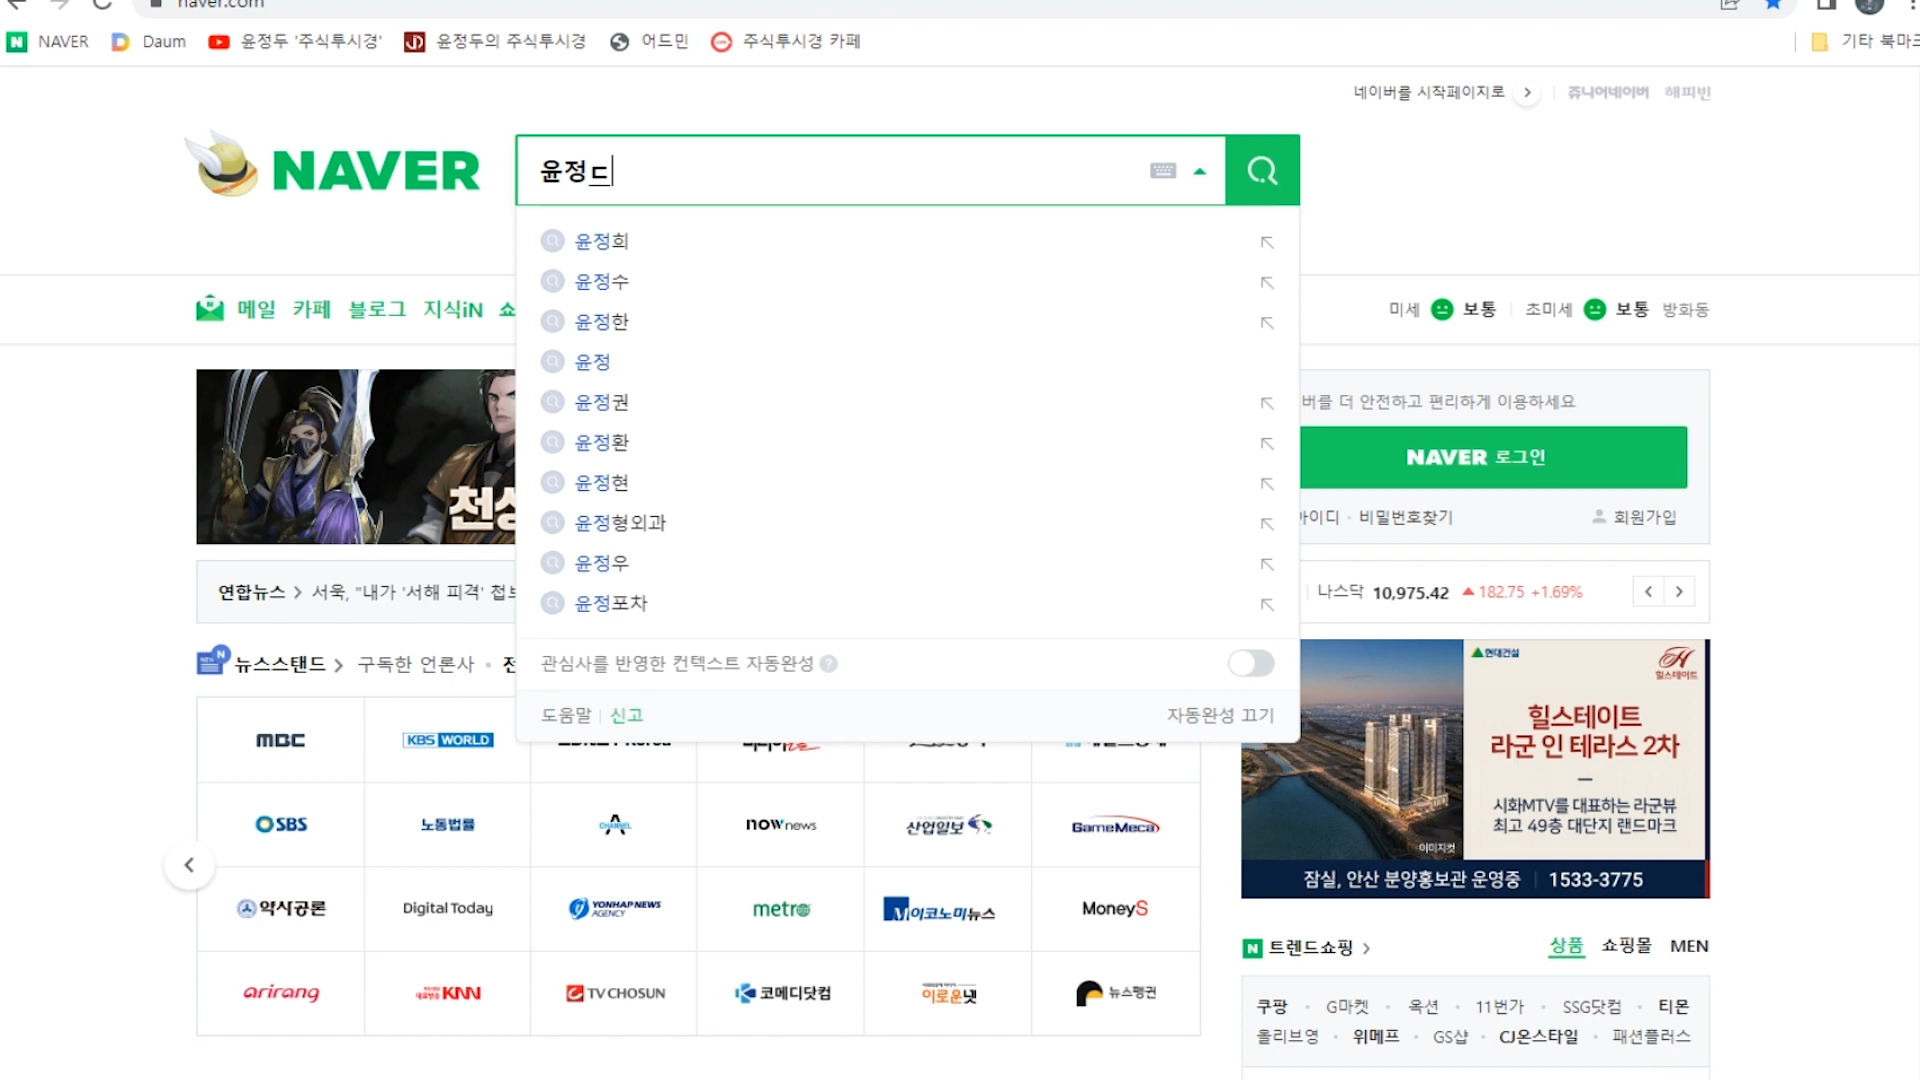 naver.com
NAVER Daum 윤정두 '주식투시경' 윤정두의 주식투시경 어드민 주식투시경 카페
네이버를 시작페이지로 쥬니어네이버 해피빈
NAVER 윤정ㄷ
윤정희
윤정수
윤정한
윤정
윤정권
윤정환
윤정현
윤정형외과
윤정우
윤정포차
관심사를 반영한 컨텍스트 자동완성
도움말 신고 자동완성 끄기
메일 카페 블로그 지식iN 쇼
미세 보통 초미세 보통 방화동
버를 더 안전하고 편리하게 이용하세요
NAVER 로그인
아이디 비밀번호찾기 회원가입
연합뉴스 서욱, "내가 '서해 피격'
나스닥 10,975.42 ▲ 182.75 +1.69%
뉴스스탠드 구독한 언론사
MBC KBS WORLD
SBS 노동법률 CHANNEL A nownews 산업일보 GameMeca
약사공론 Digital Today YONHAP NEWS AGENCY metro 이코노미뉴스 MoneyS
arirang KNN TV CHOSUN 코메디닷컴 이로운넷 뉴스펭귄
현대건설 힐스테이트
힐스테이트
라군 인 테라스 2차
시화MTV를 대표하는 라군뷰
최고 49층 대단지 랜드마크
이미지컷
잠실, 안산 분양홍보관 운영중 1533-3775
트렌드쇼핑 상품 쇼핑몰 MEN
쿠팡 G마켓 옥션 11번가 SSG닷컴 티몬
올리브영 위메프 GS샵 CJ온스타일 패션플러스